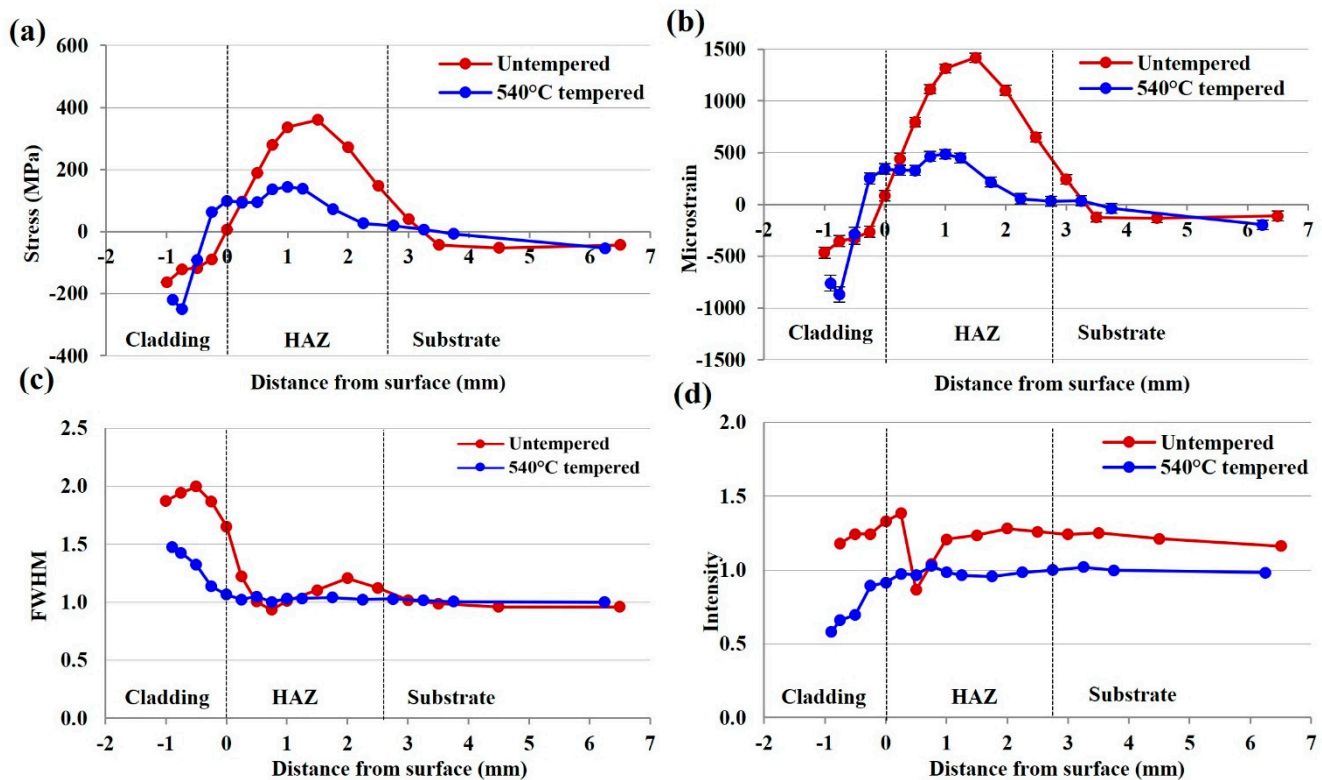 (a)
600
400
200
0
-200
-400
Stress (MPa)
Untempered
540°C tempered
-2 -1 0 1 2 3 4 5 6 7
Cladding HAZ Substrate
Distance from surface (mm)
(b)
1500
1000
500
0
-500
-1000
-1500
Microstrain
Untempered
540°C tempered
-2 -1 0 1 2 3 4 5 6 7
Cladding HAZ Substrate
Distance from surface (mm)
(c)
2.5
2.0
1.5
1.0
0.5
0.0
FWHM
Untempered
540°C tempered
Cladding HAZ Substrate
-2 -1 0 1 2 3 4 5 6 7
Distance from surface (mm)
(d)
2.0
1.5
1.0
0.5
0.0
Intensity
Untempered
540°C tempered
Cladding HAZ Substrate
-2 -1 0 1 2 3 4 5 6 7
Distance from surface (mm)